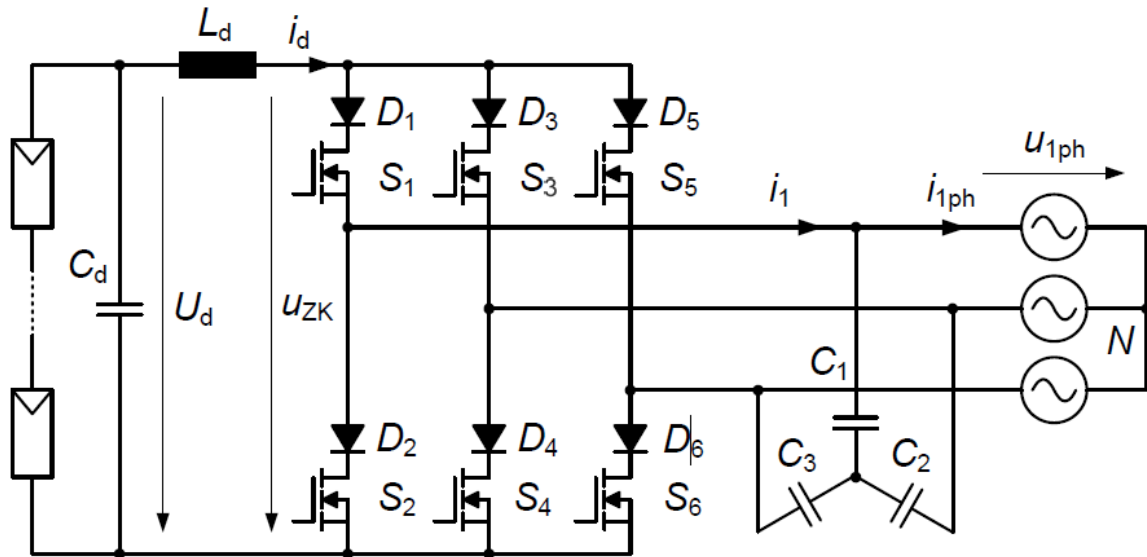 Ld
id
D1
D3
D5
S1
S3
S5
u1ph
i1
i1ph
Cd
Ud
uZK
N
C1
D2
D4
D6
C3
C2
S2
S4
S6